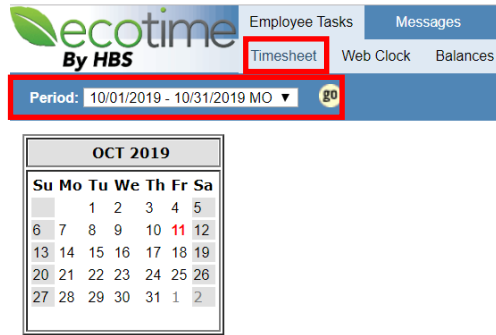 ecotime
By HBS
Employee Tasks Messages
Timesheet Web Clock Balances
Period: 10/01/2019 - 10/31/2019 MO ▼ go
OCT 2019
Su Mo Tu We Th Fr Sa
1 2 3 4 5
6 7 8 9 10 11 12
13 14 15 16 17 18 19
20 21 22 23 24 25 26
27 28 29 30 31 1 2